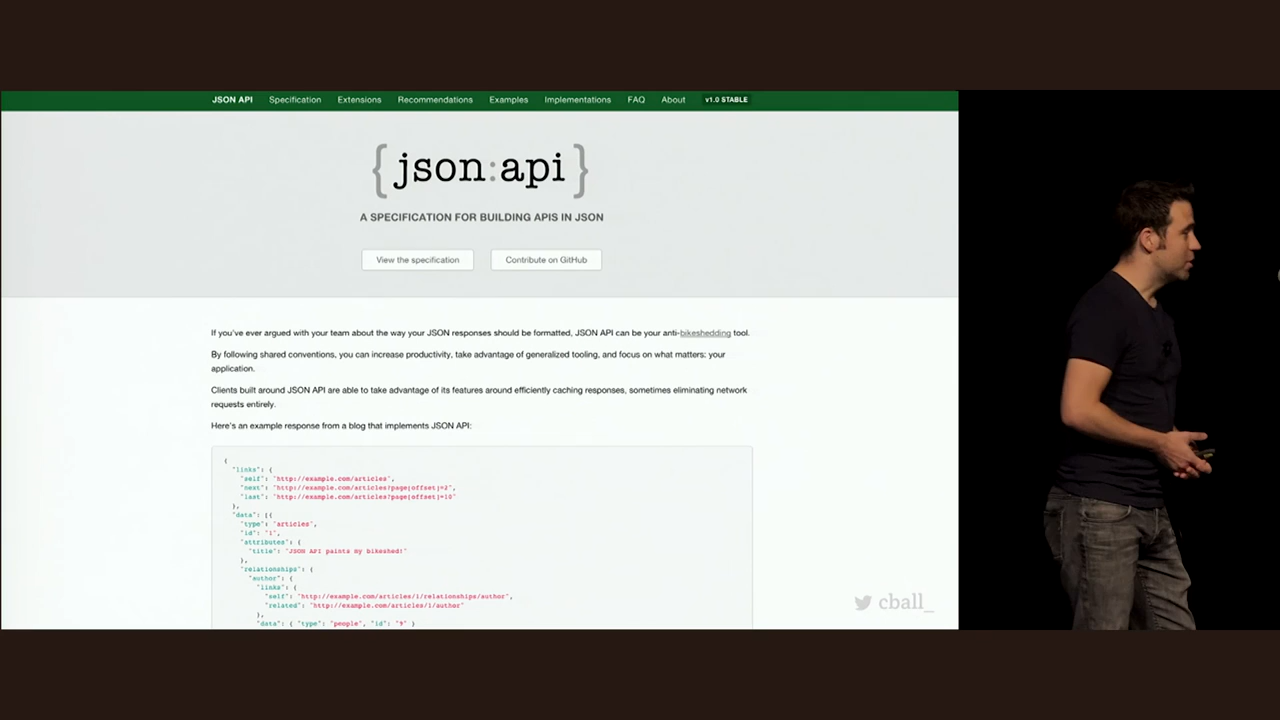 JSON API Specification Extensions Recommendations Examples Implementations FAQ About v1.0 STABLE
{json:api}
A SPECIFICATION FOR BUILDING APIS IN JSON
View the specification Contribute on GitHub
If you've ever argued with your team about the way your JSON responses should be formatted, JSON API can be your anti-bikeshedding tool.
By following shared conventions, you can increase productivity, take advantage of generalized tooling, and focus on what matters: your
application.
Clients built around JSON API are able to take advantage of its features around efficiently caching responses, sometimes eliminating network
requests entirely.
Here's an example response from a blog that implements JSON API:
{
"links": {
"self": "http://example.com/articles",
"next": "http://example.com/articles?page[offset]=2",
"last": "http://example.com/articles?page[offset]=10"
},
"data": [{
"type": "articles",
"id": "1",
"attributes": {
"title": "JSON API paints my bikeshed!"
},
"relationships": {
"author": {
"links": {
"self": "http://example.com/articles/1/relationships/author",
"related": "http://example.com/articles/1/author"
},
"data": { "type": "people", "id": "9" }
cball_